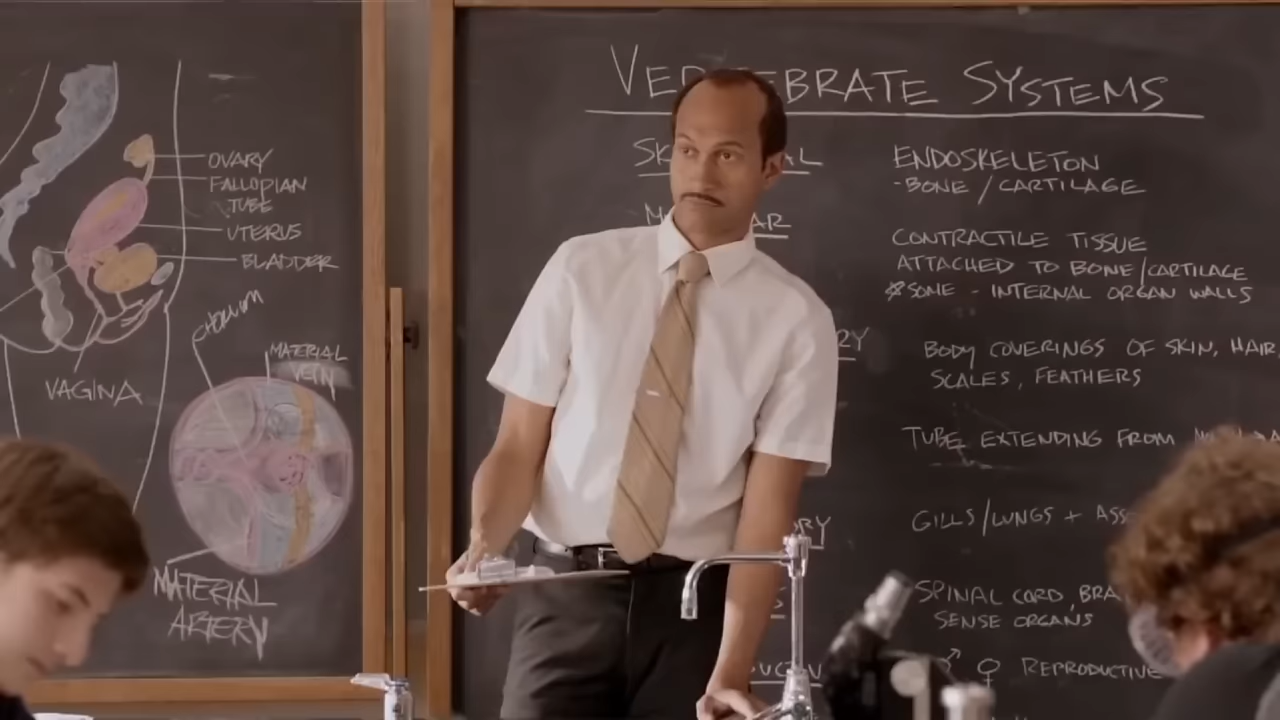 OVARY
FALLOPIAN
TUBE
UTERUS
BLADDER
VAGINA
MATERIAL
VEIN
MATERIAL
ARTERY
SYSTEMS
ENDOSKELETON
-BONE / CARTILAGE
CONTRACTILE TISSUE
ATTACHED TO BONE/CARTILAGE
*SOME - INTERNAL ORGAN WALLS
BODY COVERINGS OF SKIN, HAIR
SCALES, FEATHERS
TUBE EXTENDING FROM
GILLS/LUNGS +
SPINAL CORD,
SENSE ORGANS
♂ ♀ REPRODUCTIVE